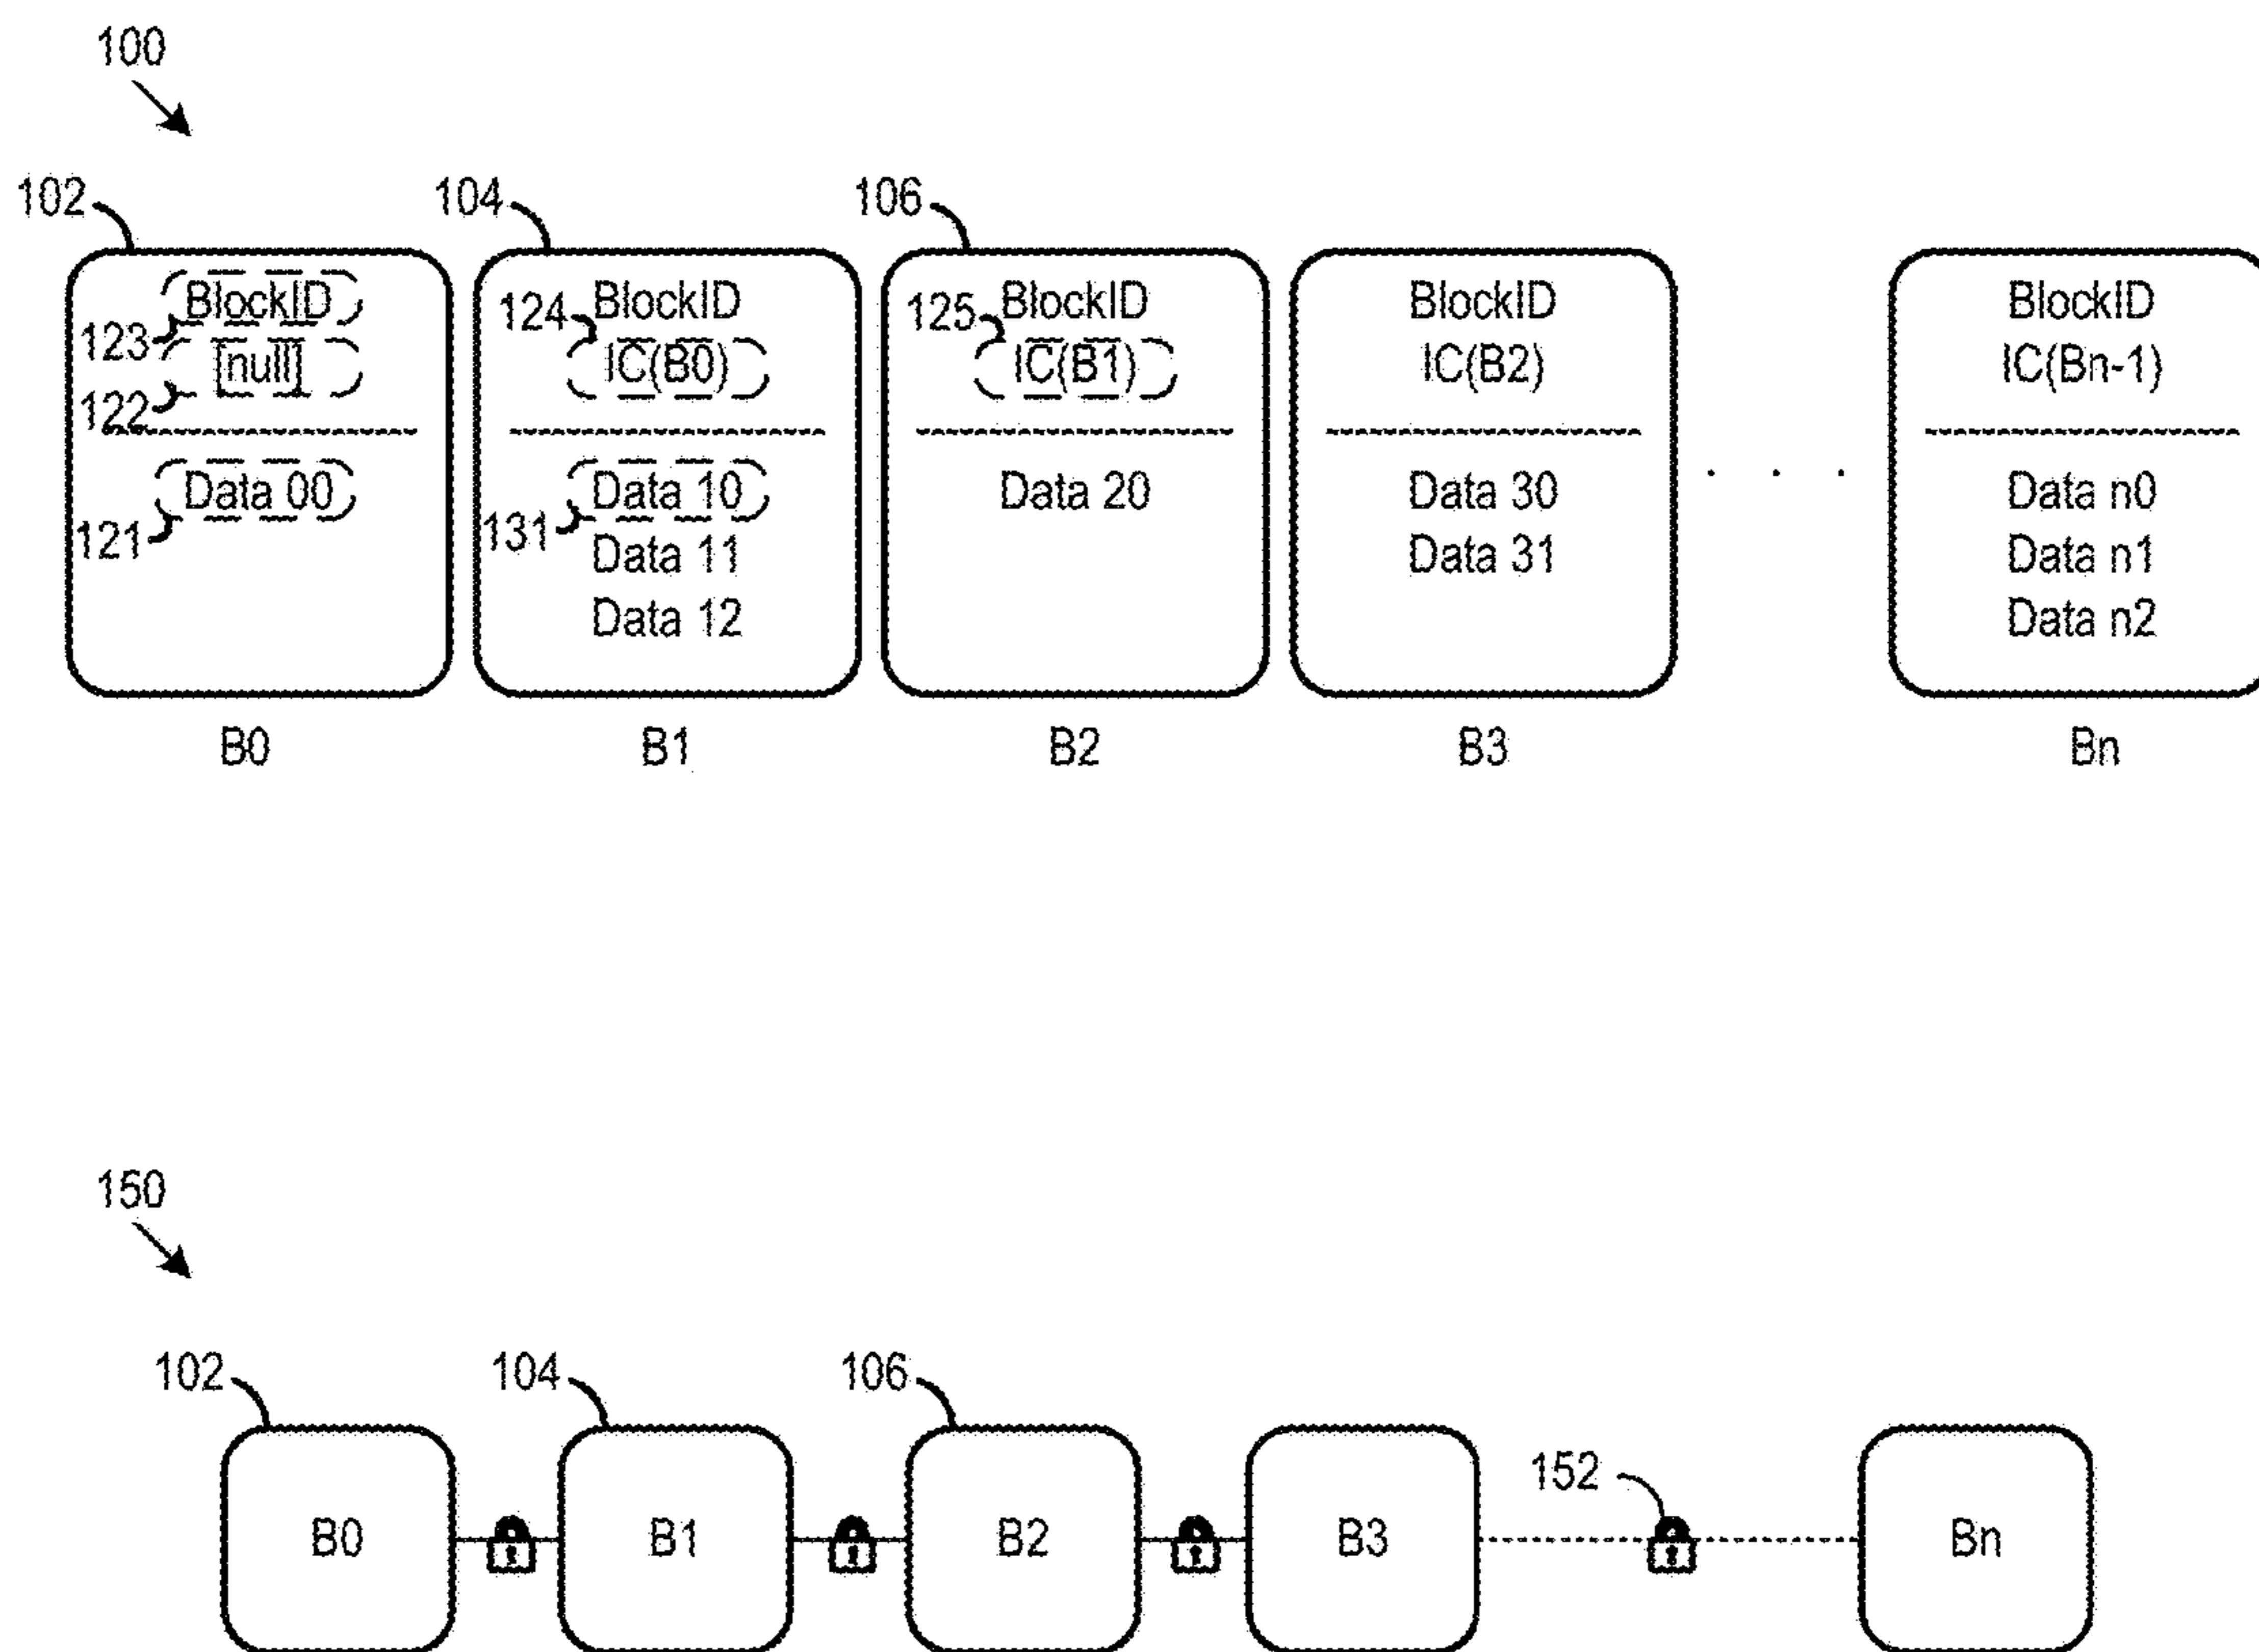 100
102
104
106
BlockID
123
[null]
122
Data 00
121
B0
BlockID
124
IC(B0)
Data 10
131
Data 11
Data 12
B1
BlockID
125
IC(B1)
Data 20
B2
BlockID
IC(B2)
Data 30
Data 31
B3
. . .
BlockID
IC(Bn-1)
Data n0
Data n1
Data n2
Bn
150
102
104
106
152
B0
B1
B2
B3
Bn